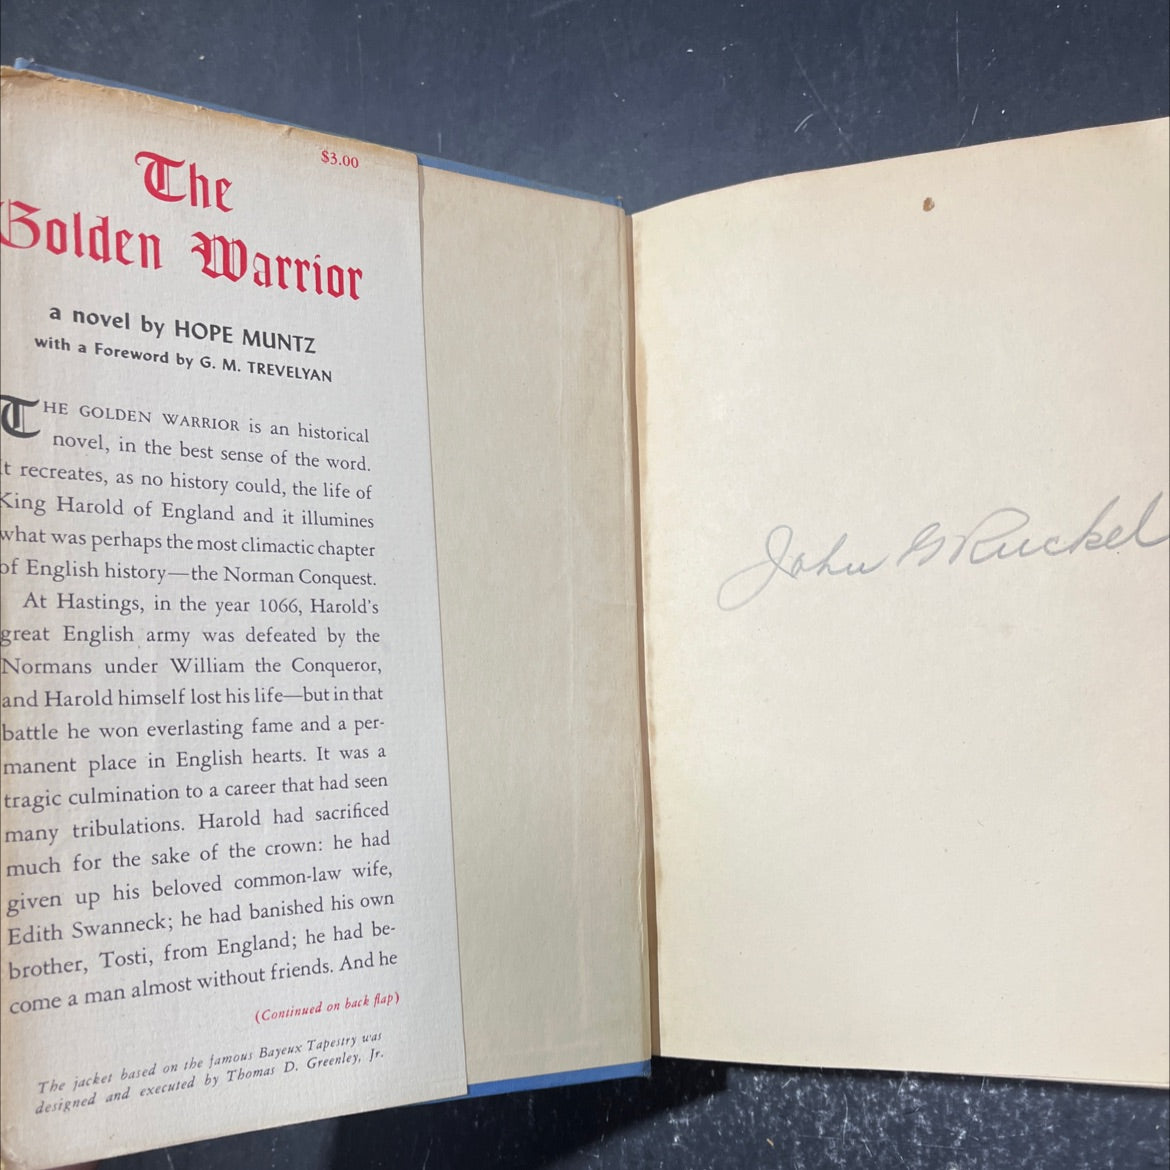 $3.00
The
Golden Warrior
a novel by HOPE MUNTZ
with a Foreword by G. M. TREVELYAN
THE GOLDEN WARRIOR is an historical
novel, in the best sense of the word.
It recreates, as no history could, the life of
King Harold of England and it illumines
what was perhaps the most climactic chapter
of English history—the Norman Conquest.
At Hastings, in the year 1066, Harold's
great English army was defeated by the
Normans under William the Conqueror,
and Harold himself lost his life—but in that
battle he won everlasting fame and a per-
manent place in English hearts. It was a
tragic culmination to a career that had seen
many tribulations. Harold had sacrificed
much for the sake of the crown: he had
given up his beloved common-law wife,
Edith Swanneck; he had banished his own
brother, Tosti, from England; he had be-
come a man almost without friends. And he
(Continued on back flap)
The jacket based on the famous Bayeux Tapestry was
designed and executed by Thomas D. Greenley, Jr.
John G Ruckel